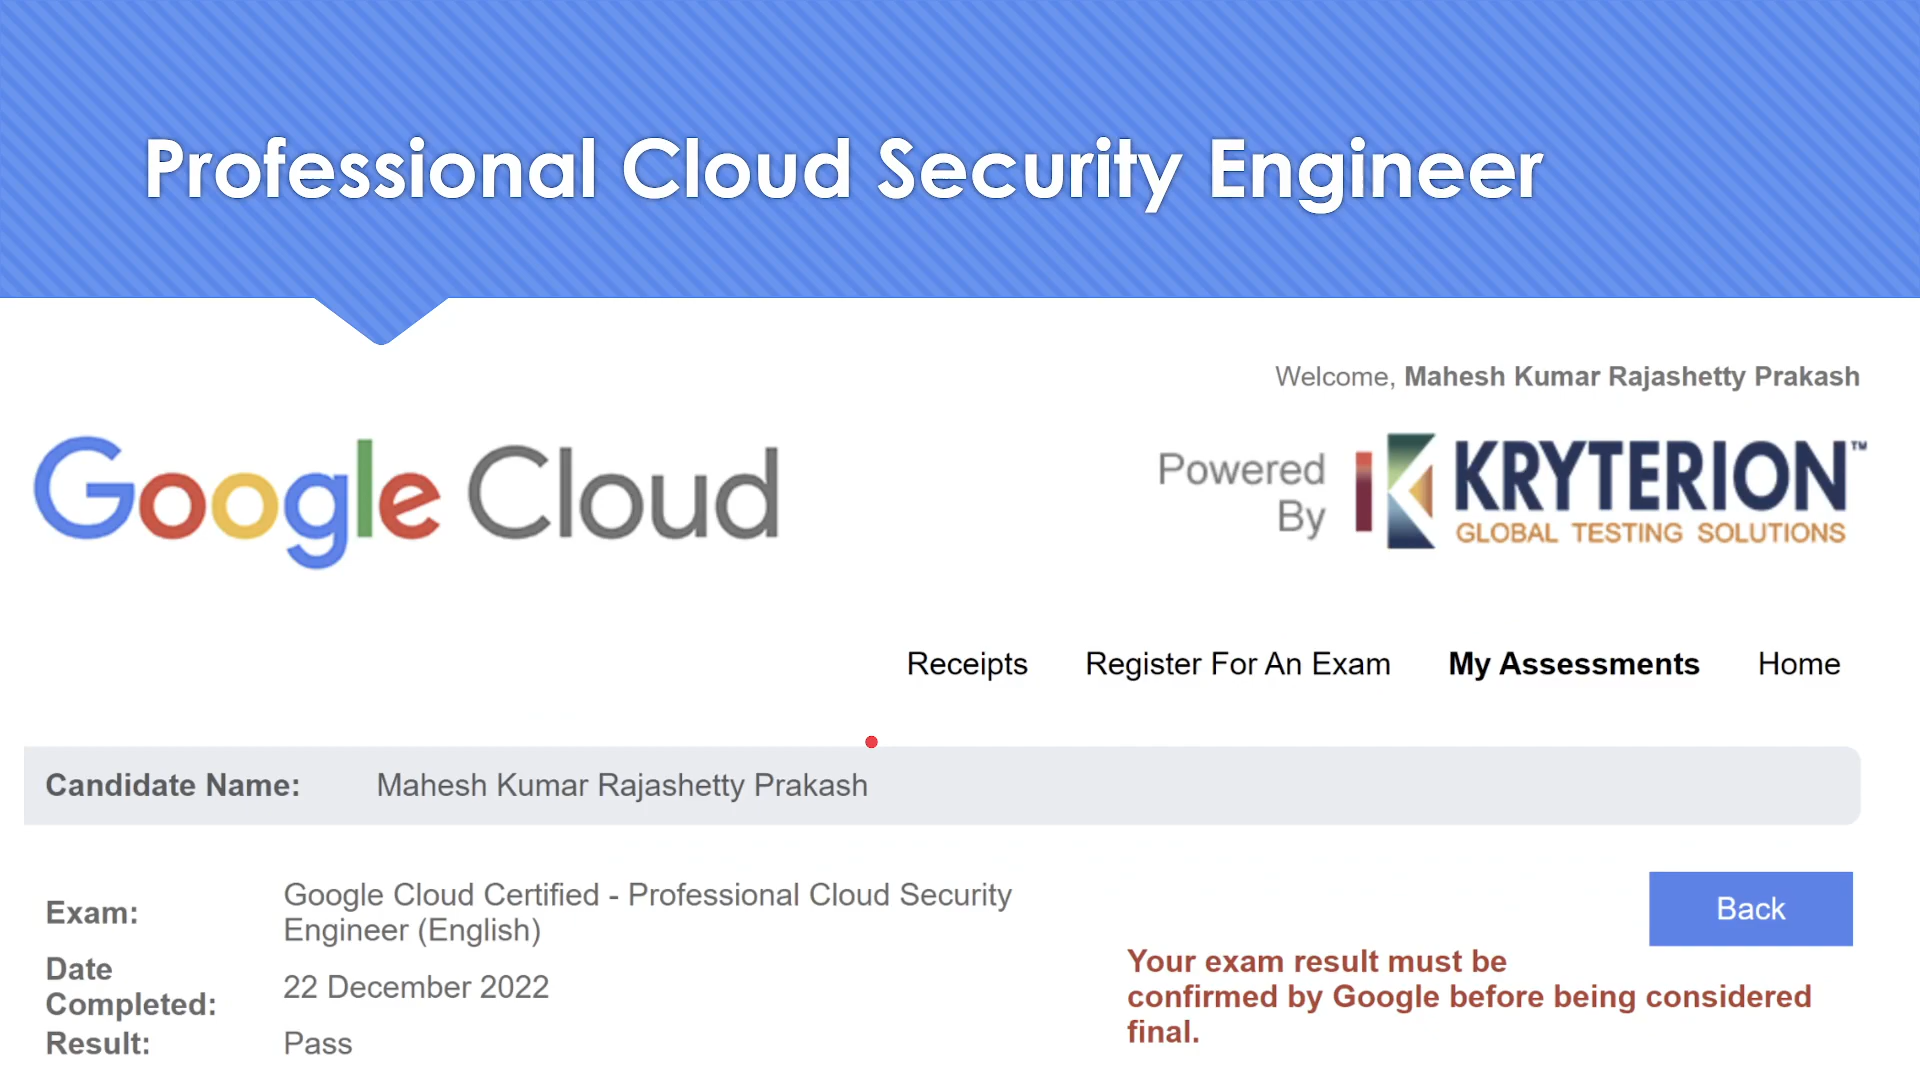 Professional Cloud Security Engineer
Welcome, Mahesh Kumar Rajashetty Prakash
Google Cloud
Powered
By
KRYTERION™
GLOBAL TESTING SOLUTIONS
Receipts Register For An Exam My Assessments Home
Candidate Name: Mahesh Kumar Rajashetty Prakash
Exam: Google Cloud Certified - Professional Cloud Security
Engineer (English)
Back
Date
Completed: 22 December 2022
Result: Pass
Your exam result must be
confirmed by Google before being considered
final.